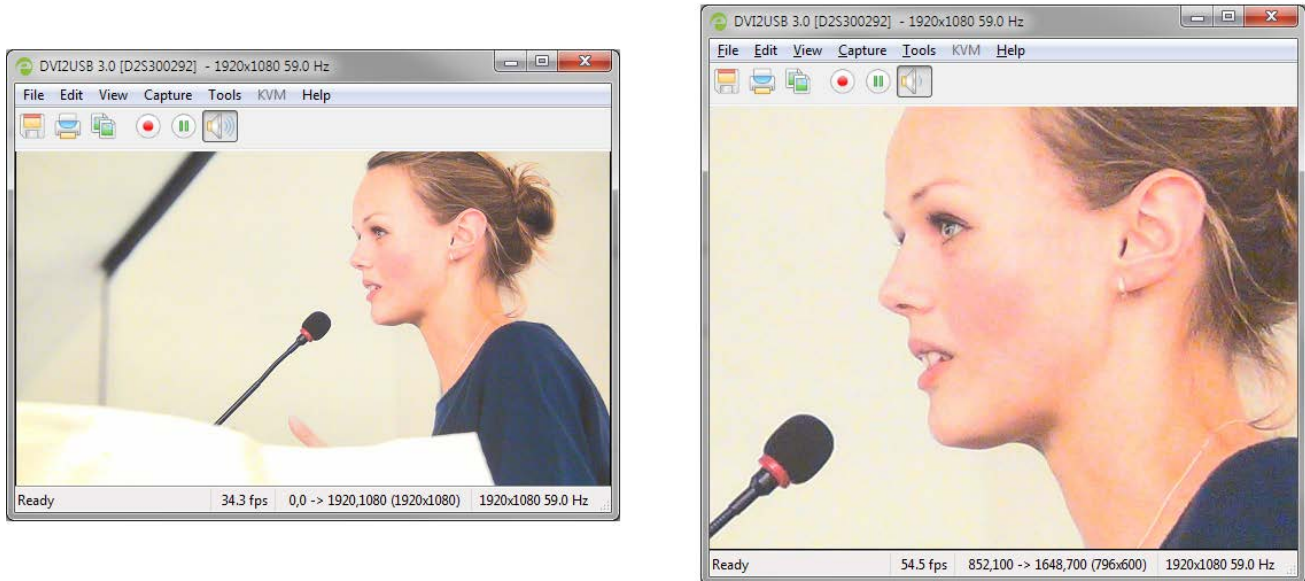 DVI2USB 3.0 [D2S300292] - 1920x1080 59.0 Hz
File Edit View Capture Tools KVM Help
Ready 34.3 fps 0,0 -> 1920,1080 (1920x1080) 1920x1080 59.0 Hz
DVI2USB 3.0 [D2S300292] - 1920x1080 59.0 Hz
File Edit View Capture Tools KVM Help
Ready 54.5 fps 852,100 -> 1648,700 (796x600) 1920x1080 59.0 Hz